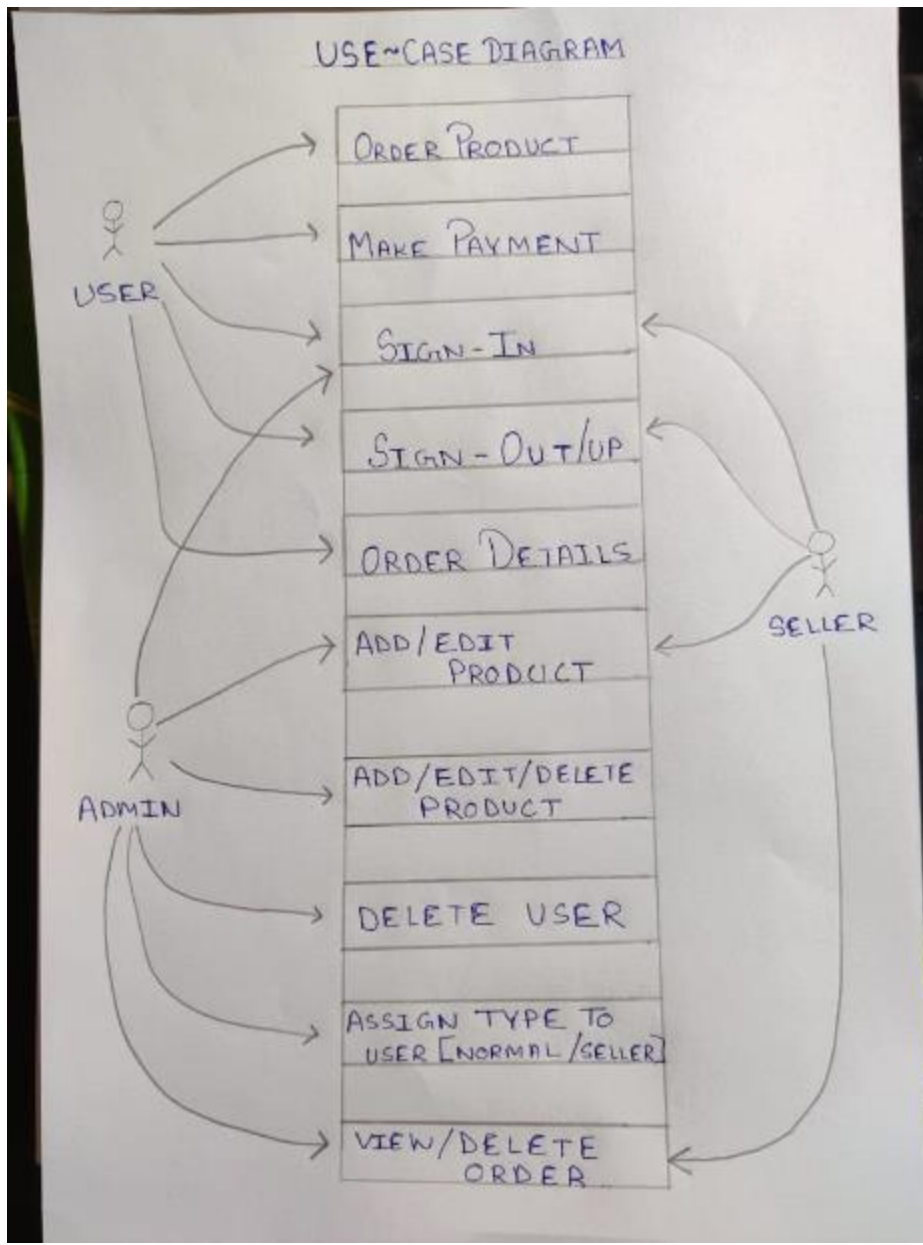 USE~CASE DIAGRAM
ORDER PRODUCT
MAKE PAYMENT
USER
SIGN-IN
SIGN-OUT/UP
ORDER DETAILS
SELLER
ADD/EDIT
PRODUCT
ADD/EDIT/DELETE
PRODUCT
ADMIN
DELETE USER
ASSIGN TYPE TO
USER [NORMAL/SELLER]
VIEW/DELETE
ORDER